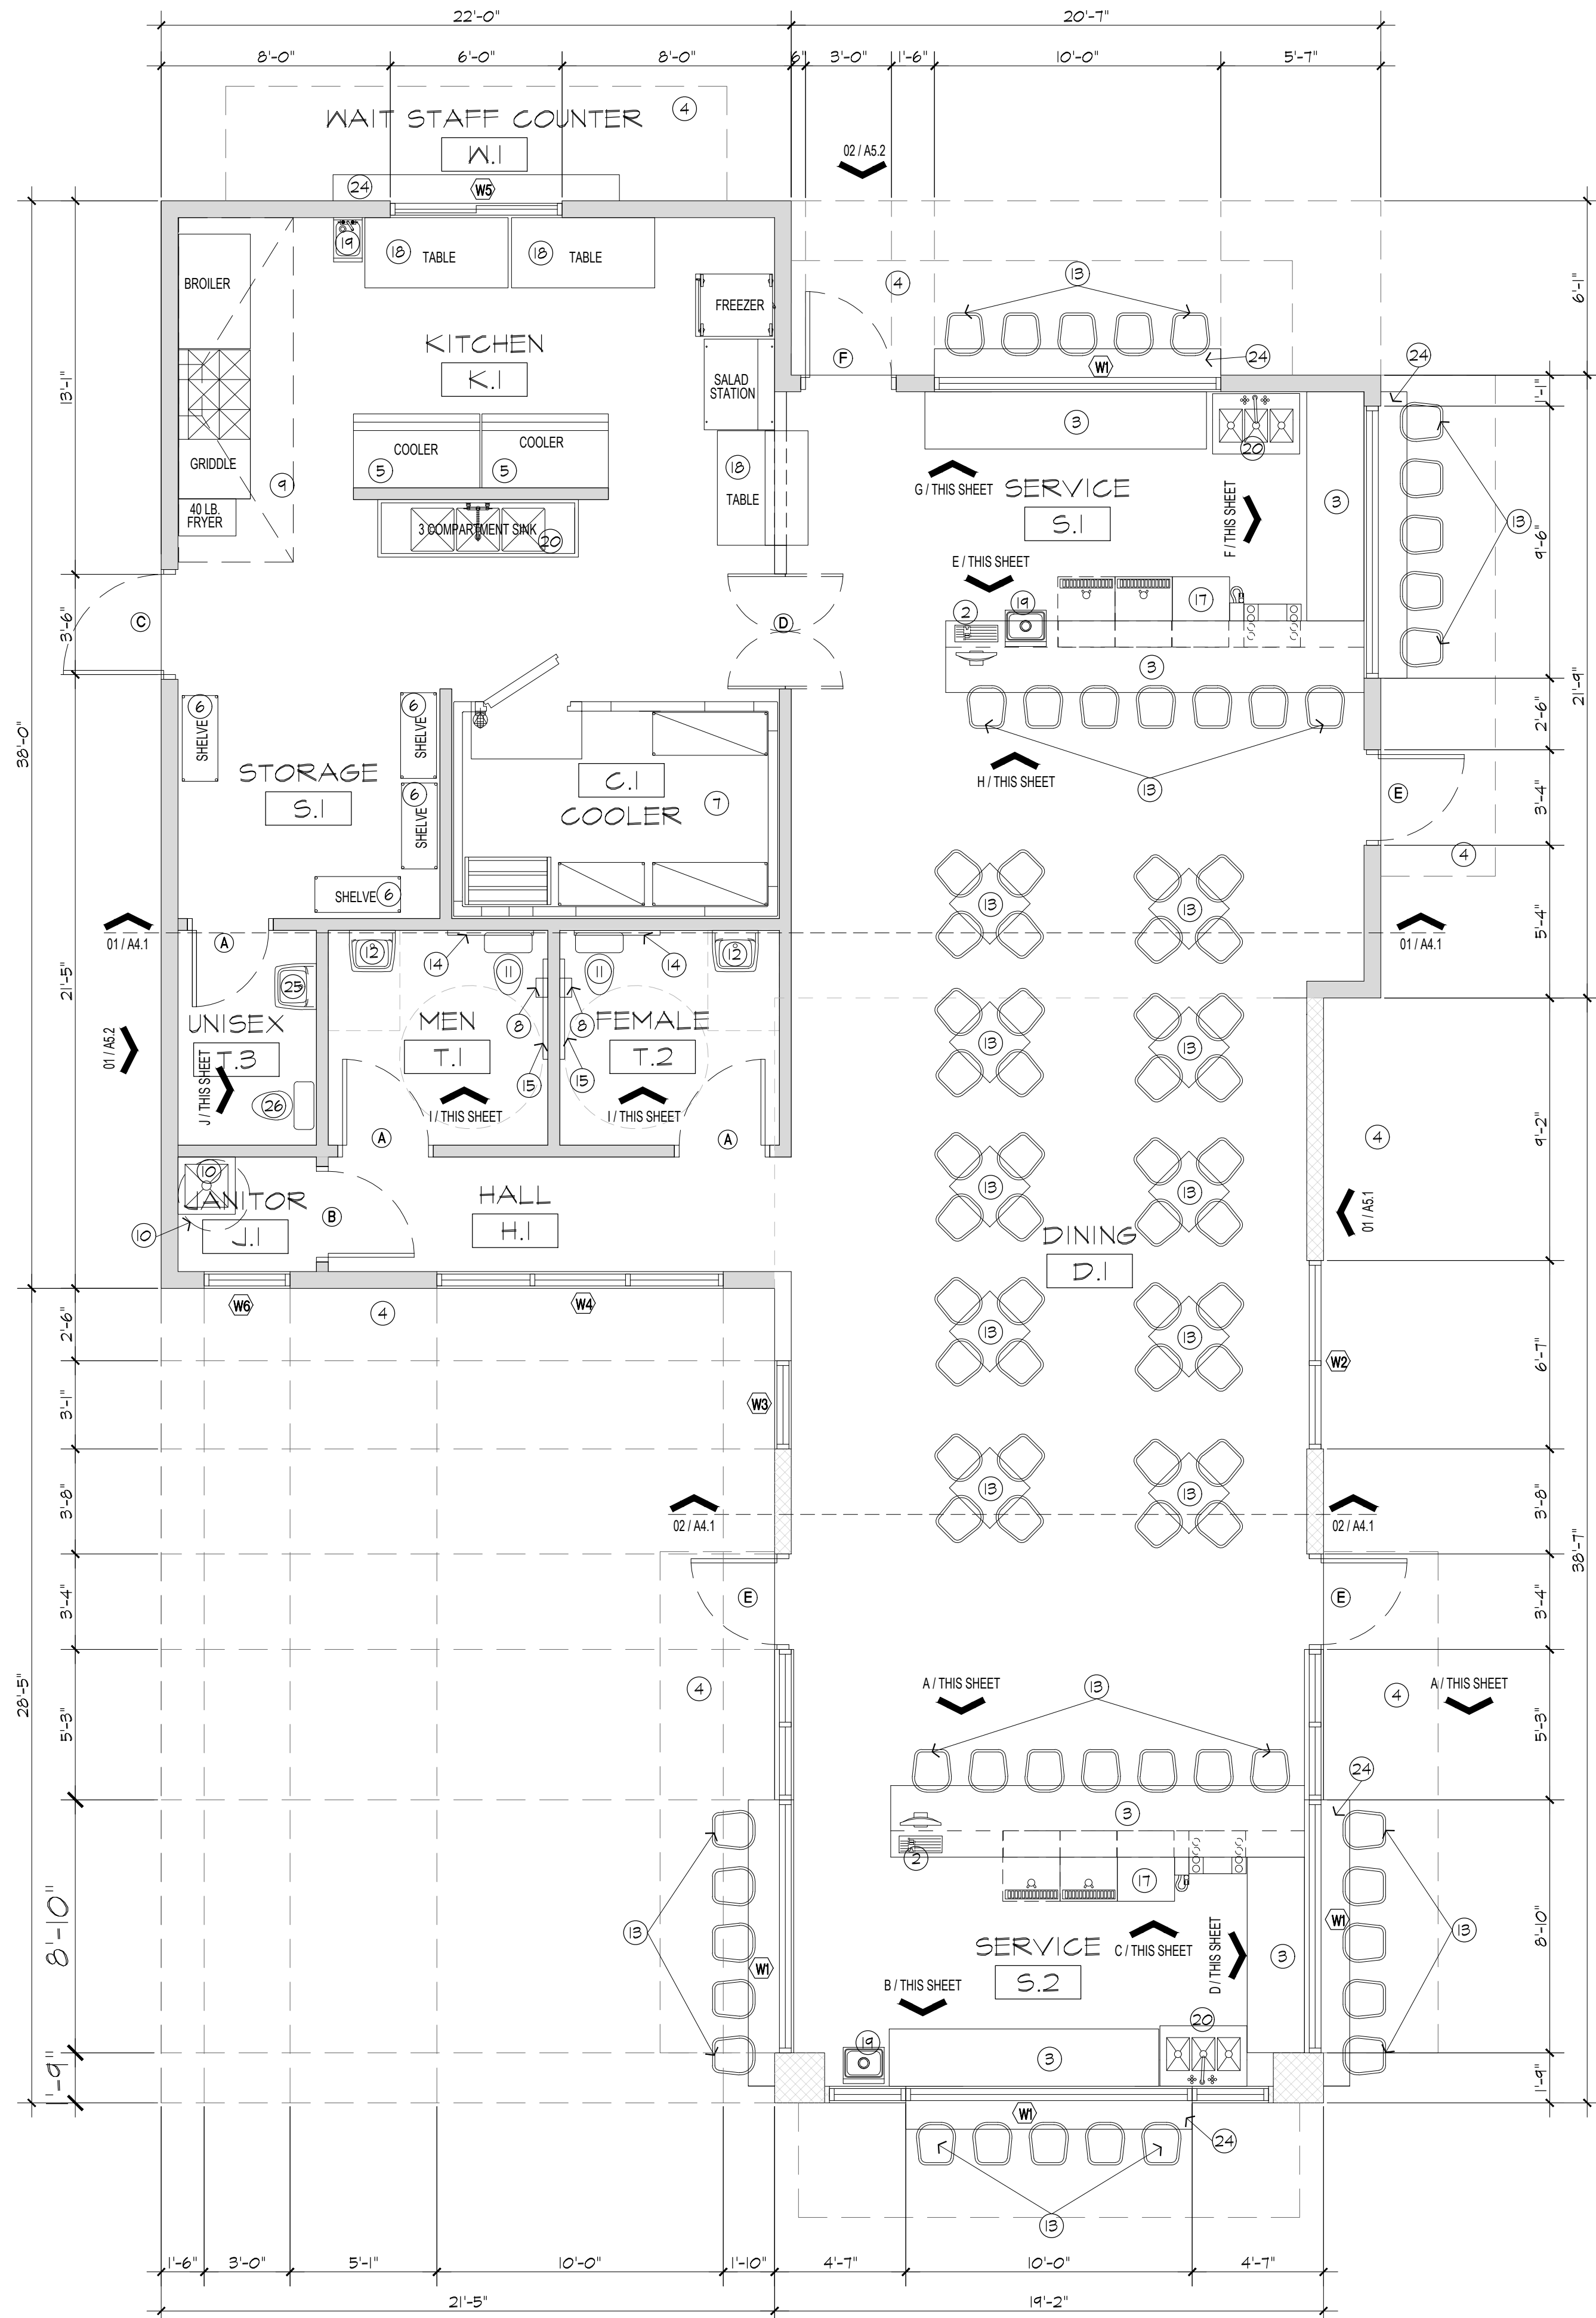 22'-0"
20'-7"
8'-0"
6'-0"
8'-0"
6"
3'-0"
1'-6"
10'-0"
5'-7"
WAIT STAFF COUNTER
4
W.1
02 / A5.2
24
W5
19
18
TABLE
18
TABLE
BROILER
FREEZER
4
13
6'-1"
KITCHEN
K.1
F
W1
24
24
SALAD
STATION
1'-1"
13'-1"
3
20
COOLER
5
COOLER
5
GRIDDLE
9
18
TABLE
G / THIS SHEET
SERVICE
S.1
F / THIS SHEET
3
13
9'-6"
40 LB.
FRYER
3 COMPARTMENT SINK
20
E / THIS SHEET
C
3'-6"
D
2
19
17
3
38'-0"
6
SHELVE
6
SHELVE
21'-9"
2'-6"
STORAGE
S.1
6
SHELVE
C.1
COOLER
7
H / THIS SHEET
13
E
3'-4"
4
SHELVE
6
13
13
01 / A4.1
A
12
14
11
11
14
12
01 / A4.1
5'-4"
21'-5"
25
8
8
UNISEX
T.3
MEN
T.1
FEMALE
T.2
13
13
01 / A5.2
J / THIS SHEET
26
15
15
I / THIS SHEET
I / THIS SHEET
A
A
4
9'-2"
10
JANITOR
J.1
10
B
HALL
H.1
13
13
01 / A5.1
DINING
D.1
W6
4
W4
2'-6"
13
13
W2
6'-7"
3'-1"
W3
3'-8"
13
13
3'-8"
02 / A4.1
02 / A4.1
38'-7"
3'-4"
E
E
3'-4"
28'-5"
5'-3"
4
A / THIS SHEET
13
4
A / THIS SHEET
5'-3"
24
3
2
17
8'-10"
13
W1
SERVICE
S.2
C / THIS SHEET
D / THIS SHEET
3
W1
13
8'-10"
B / THIS SHEET
19
3
20
1'-9"
1'-9"
W1
24
13
1'-6"
3'-0"
5'-1"
10'-0"
1'-10"
4'-7"
10'-0"
4'-7"
21'-5"
19'-2"